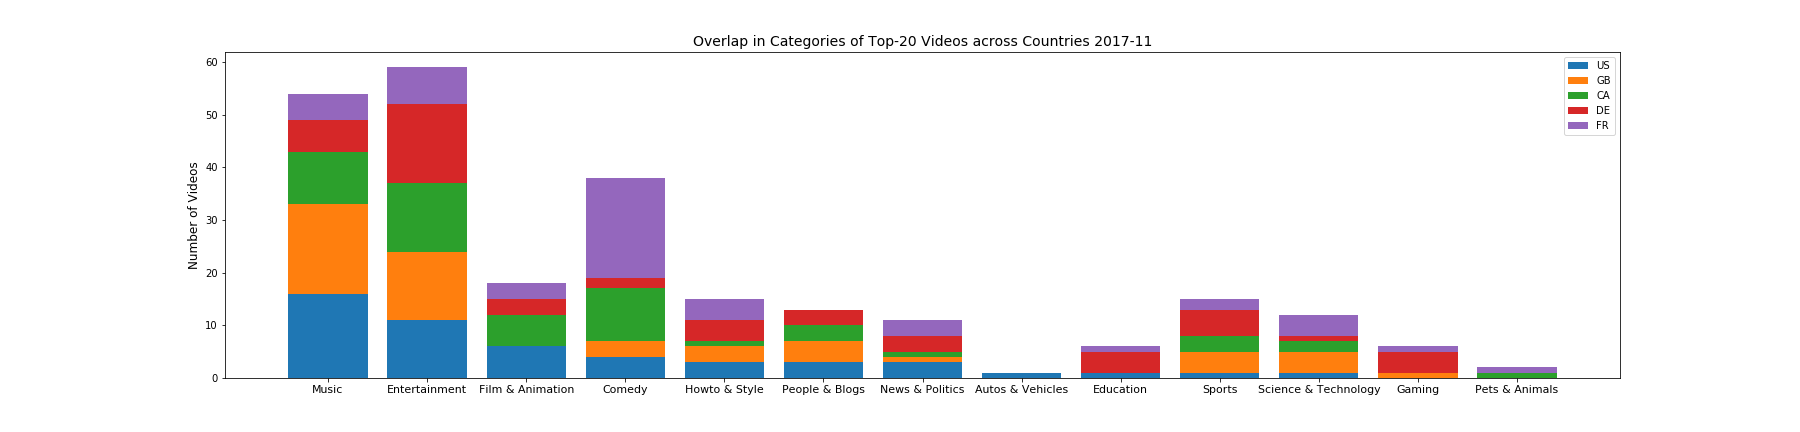 Overlap in Categories of Top-20 Videos across Countries 2017-11
Number of Videos
60
50
40
30
20
10
0
US
GB
CA
DE
FR
Music
Entertainment
Film & Animation
Comedy
Howto & Style
People & Blogs
News & Politics
Autos & Vehicles
Education
Sports
Science & Technology
Gaming
Pets & Animals